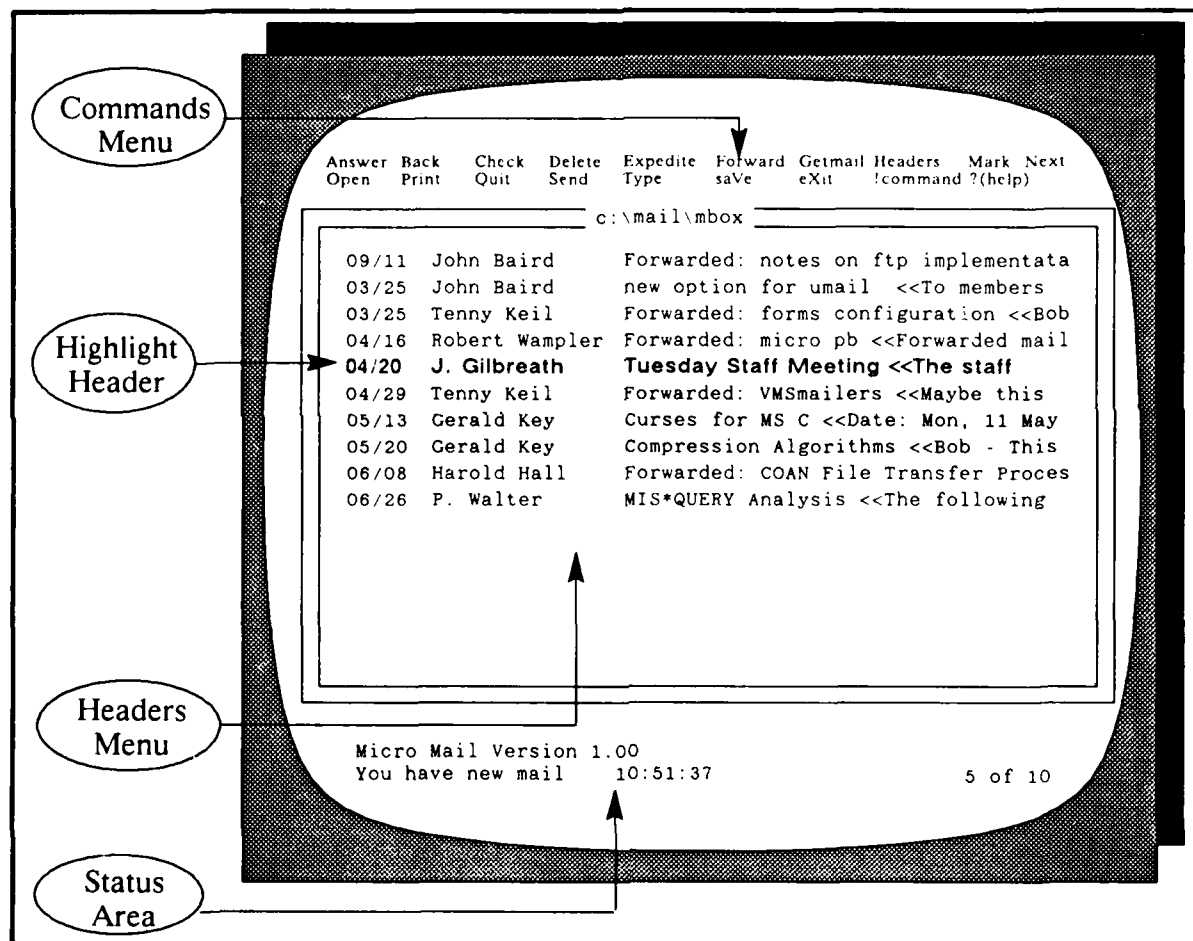 Commands
Menu
Answer Back Check Delete Expedite Forward Getmail Headers Mark Next
Open Print Quit Send Type saVe eXit !command ?(help)
c:\mail\mbox
09/11 John Baird Forwarded: notes on ftp implementata
03/25 John Baird new option for umail <<To members
03/25 Tenny Keil Forwarded: forms configuration <<Bob
04/16 Robert Wampler Forwarded: micro pb <<Forwarded mail
Highlight
Header
04/20 J. Gilbreath Tuesday Staff Meeting <<The staff
04/29 Tenny Keil Forwarded: VMSmailers <<Maybe this
05/13 Gerald Key Curses for MS C <<Date: Mon, 11 May
05/20 Gerald Key Compression Algorithms <<Bob - This
06/08 Harold Hall Forwarded: COAN File Transfer Proces
06/26 P. Walter MIS*QUERY Analysis <<The following
Headers
Menu
Micro Mail Version 1.00
You have new mail 10:51:37 5 of 10
Status
Area